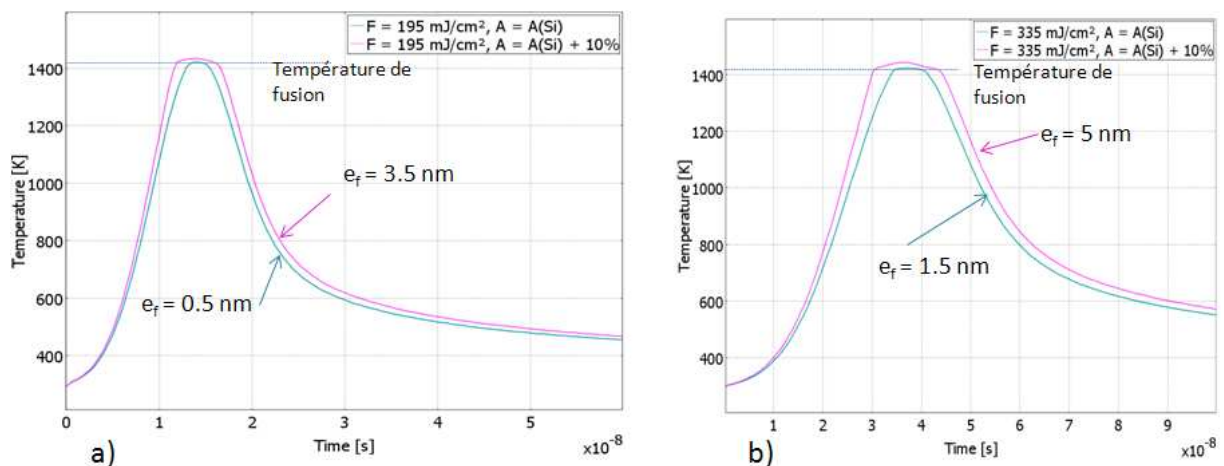 F = 195 mJ/cm², A = A(Si)
F = 195 mJ/cm², A = A(Si) + 10%
Température de
fusion
e_f = 3.5 nm
e_f = 0.5 nm
1400
1200
1000
800
600
400
Temperature [K]
0 1 2 3 4 5
×10⁻⁸
Time [s]
a)
F = 335 mJ/cm², A = A(Si)
F = 335 mJ/cm², A = A(Si) + 10%
Température de
fusion
e_f = 5 nm
e_f = 1.5 nm
1400
1200
1000
800
600
400
Temperature [K]
1 2 3 4 5 6 7 8 9
×10⁻⁸
Time [s]
b)